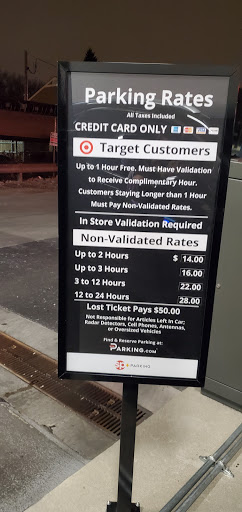 Parking Rates
All Taxes Included
CREDIT CARD ONLY
Target Customers
Up to 1 Hour Free. Must Have Validation
to Receive Complimentary Hour.
Customers Staying Longer than 1 Hour
Must Pay Non-Validated Rates.
In Store Validation Required
Non-Validated Rates
Up to 2 Hours $ 14.00
Up to 3 Hours 16.00
3 to 12 Hours 22.00
12 to 24 Hours 28.00
Lost Ticket Pays $50.00
Not Responsible for Articles Left In Car:
Radar Detectors, Cell Phones, Antennas,
or Oversized Vehicles
Find & Reserve Parking at:
PARKING.COM